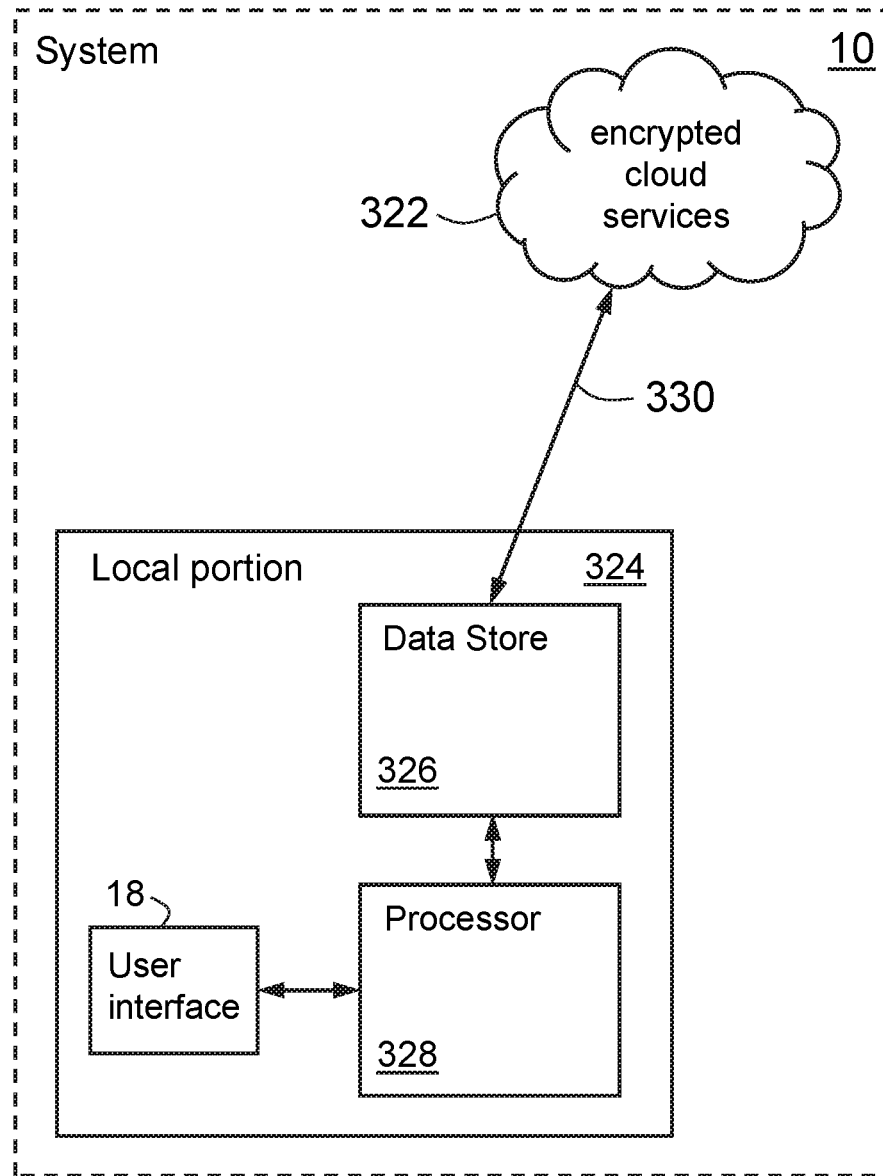 System
10
encrypted
cloud
services
322
330
Local portion
324
Data Store
326
18
User
interface
Processor
328